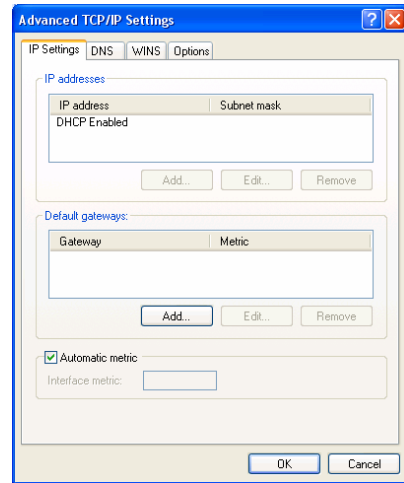 Advanced TCP/IP Settings
IP Settings DNS WINS Options
IP addresses
IP address Subnet mask
DHCP Enabled
Add... Edit... Remove
Default gateways:
Gateway Metric
Add... Edit... Remove
Automatic metric
Interface metric:
OK Cancel